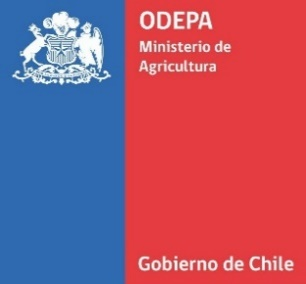 ODEPA
Ministerio de
Agricultura
Gobierno de Chile